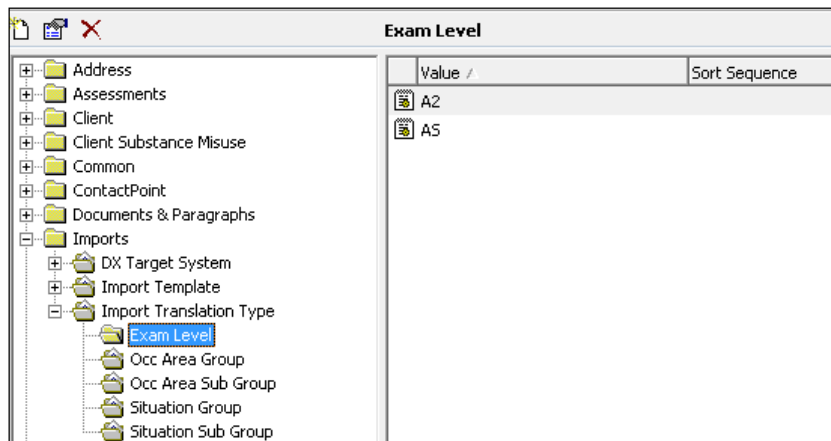 Exam Level
Address
Assessments
Client
Client Substance Misuse
Common
ContactPoint
Documents & Paragraphs
Imports
DX Target System
Import Template
Import Translation Type
Exam Level
Occ Area Group
Occ Area Sub Group
Situation Group
Situation Sub Group
Value Sort Sequence
A2
AS